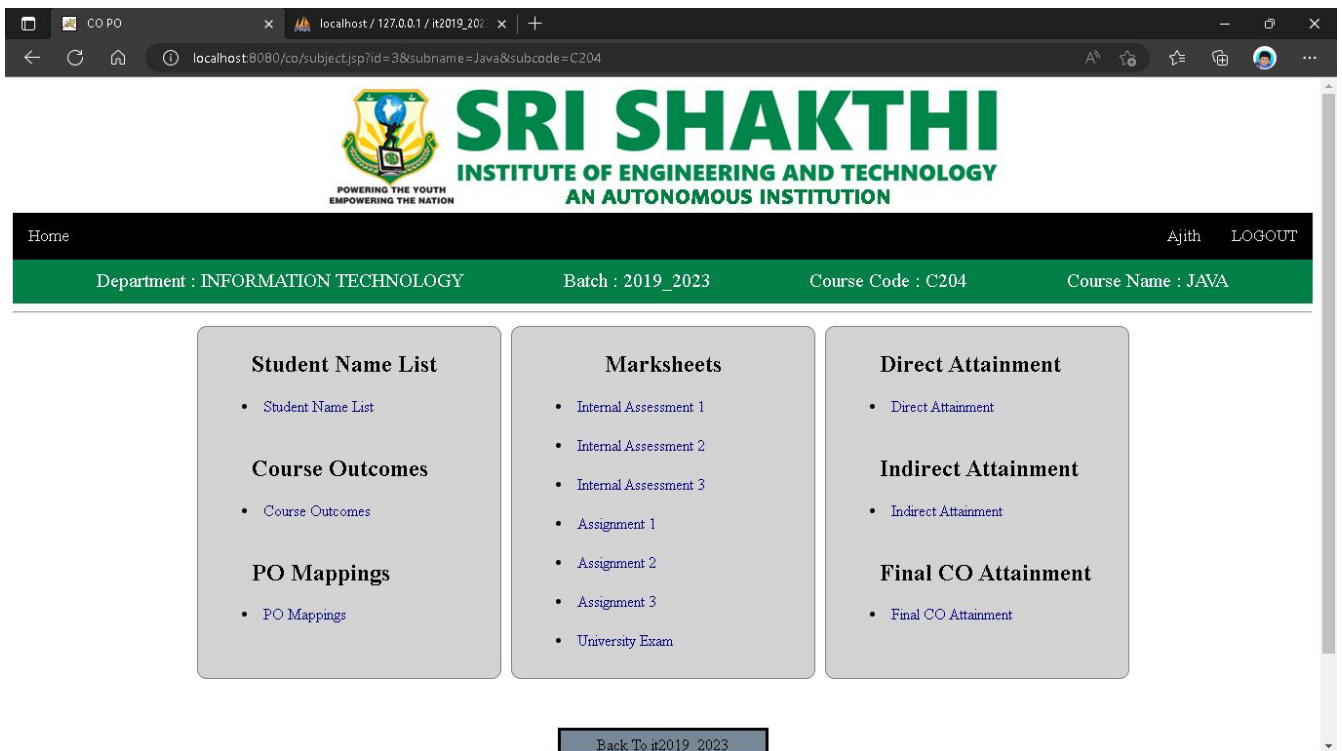 CO PO
localhost / 127.0.0.1 / it2019_202
localhost:8080/co/subject.jsp?id=3&subname=Java&subcode=C204
SRI SHAKTHI
INSTITUTE OF ENGINEERING AND TECHNOLOGY
AN AUTONOMOUS INSTITUTION
POWERING THE YOUTH
EMPOWERING THE NATION
Home Ajith LOGOUT
Department : INFORMATION TECHNOLOGY Batch : 2019_2023 Course Code : C204 Course Name : JAVA
Student Name List
• Student Name List
Course Outcomes
• Course Outcomes
PO Mappings
• PO Mappings
Marksheets
• Internal Assessment 1
• Internal Assessment 2
• Internal Assessment 3
• Assignment 1
• Assignment 2
• Assignment 3
• University Exam
Direct Attainment
• Direct Attainment
Indirect Attainment
• Indirect Attainment
Final CO Attainment
• Final CO Attainment
Back To it2019_2023